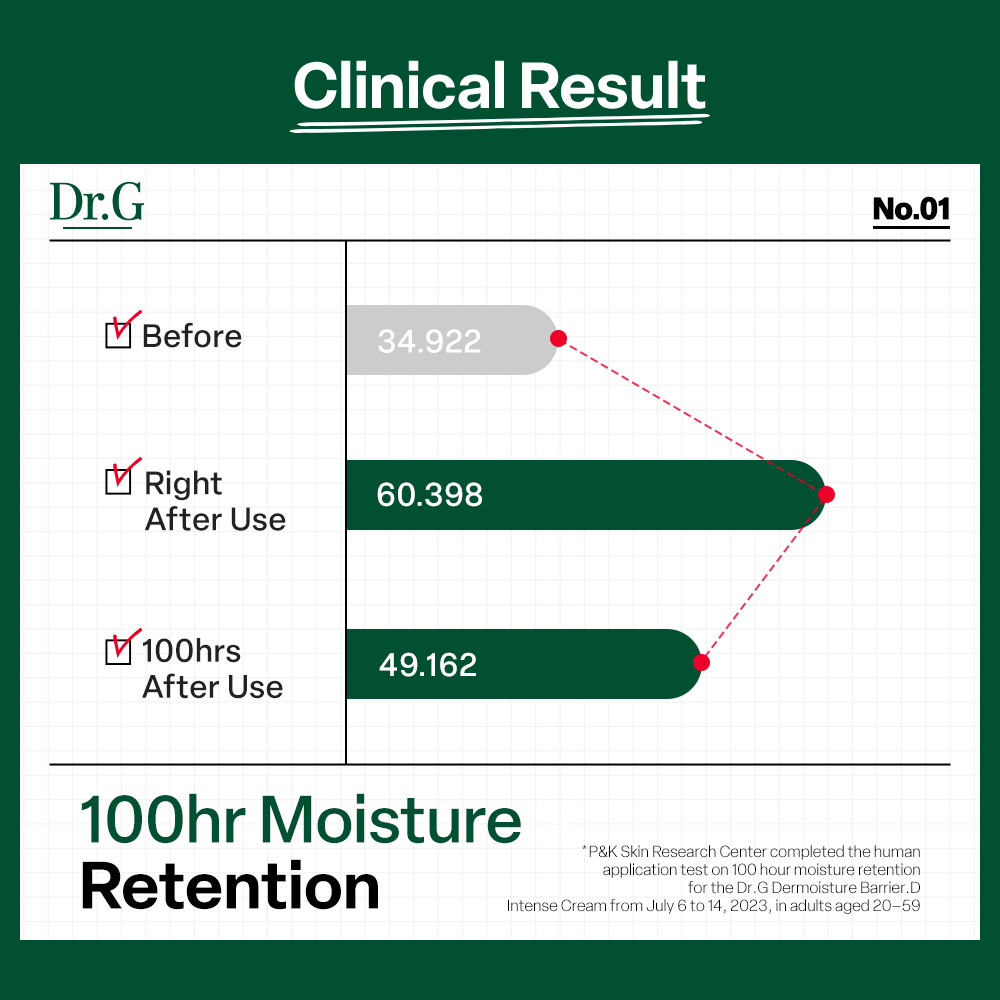 Clinical Result
Dr.G
No.01
Before
34.922
Right
After Use
60.398
100hrs
After Use
49.162
100hr Moisture
Retention
*P&K Skin Research Center completed the human
application test on 100 hour moisture retention
for the Dr.G Dermoisture Barrier.D
Intense Cream from July 6 to 14, 2023, in adults aged 20–59